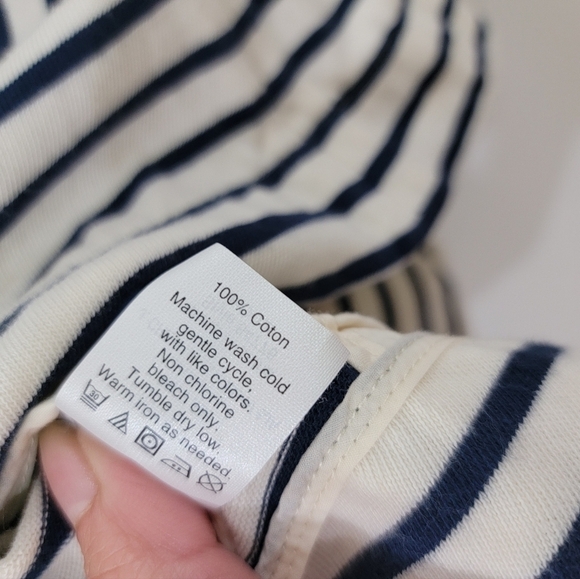 100% Coton
Machine wash cold
gentle cycle,
with like colors.
Non chlorine
bleach only.
Tumble dry low.
Warm iron as needed.
30